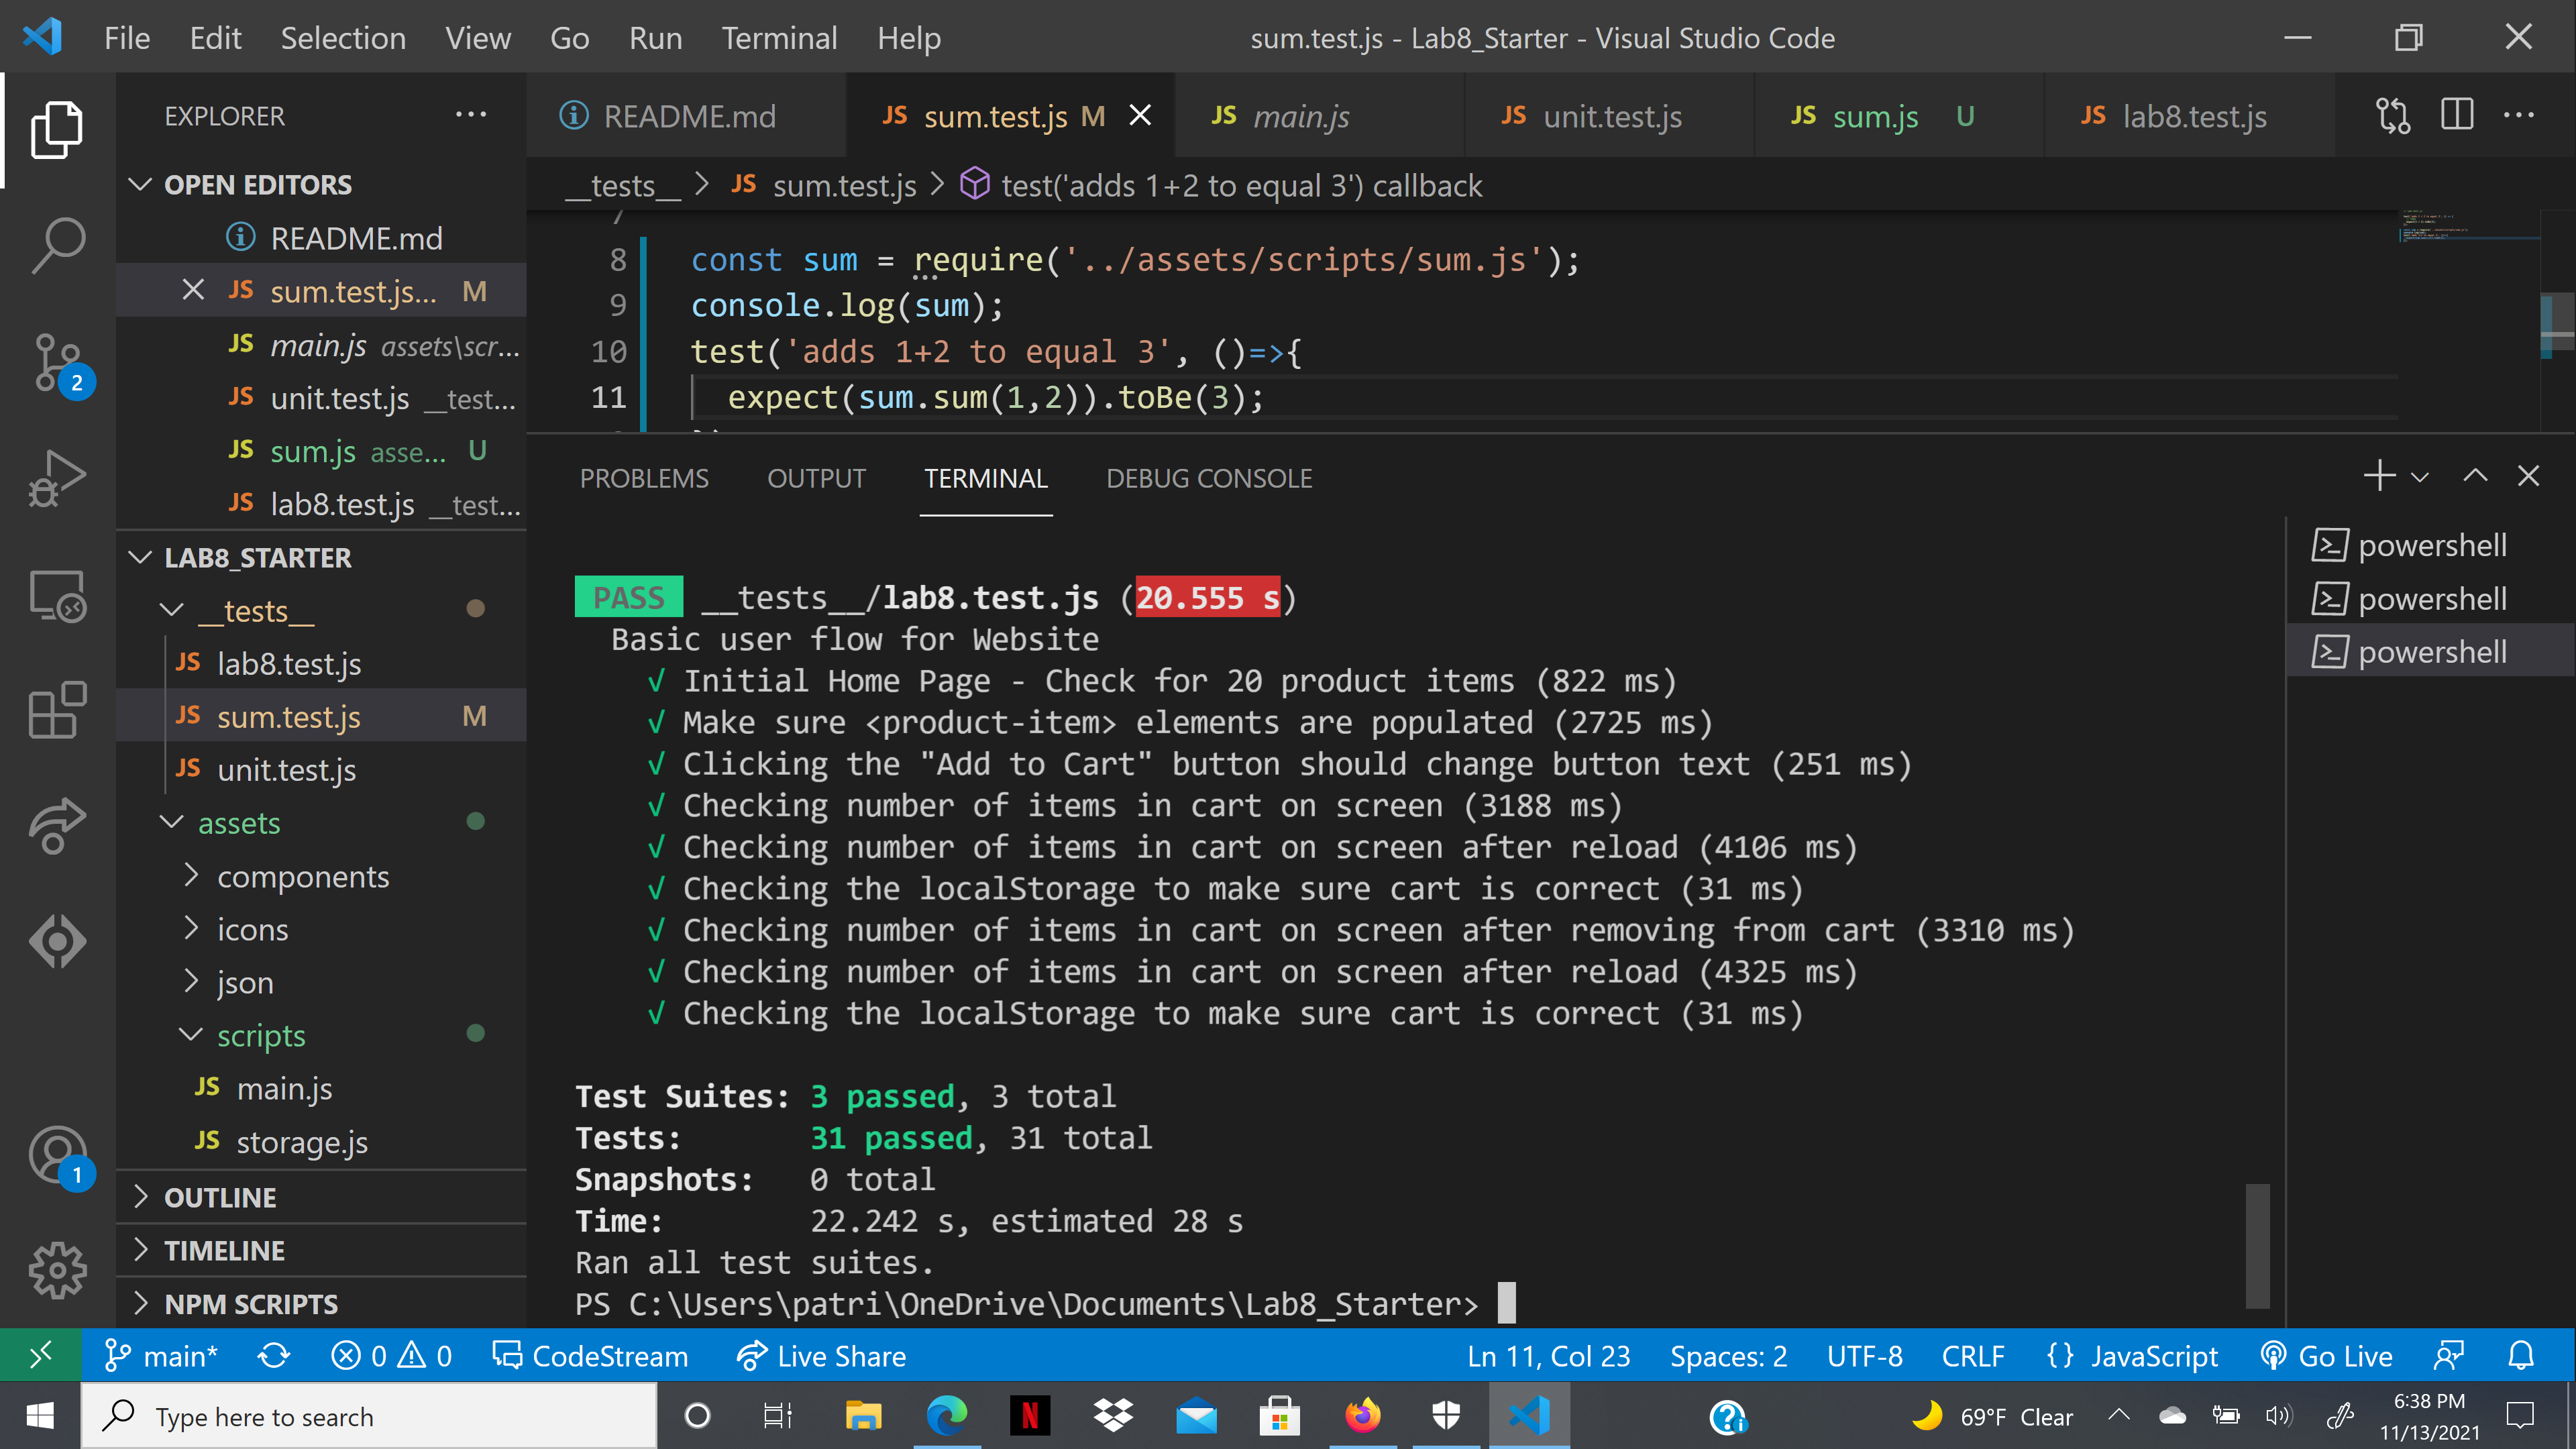 File Edit Selection View Go Run Terminal Help
sum.test.js - Lab8_Starter - Visual Studio Code
EXPLORER
OPEN EDITORS
README.md
JS sum.test.js... M
JS main.js assets\scr...
JS unit.test.js __test...
JS sum.js asse... U
JS lab8.test.js __test...
LAB8_STARTER
__tests__
JS lab8.test.js
JS sum.test.js M
JS unit.test.js
assets
components
icons
json
scripts
JS main.js
JS storage.js
OUTLINE
TIMELINE
NPM SCRIPTS
2
1
README.md
JS sum.test.js M
JS main.js
JS unit.test.js
JS sum.js U
JS lab8.test.js
__tests__ > JS sum.test.js > test('adds 1+2 to equal 3') callback
7
8 const sum = require('../assets/scripts/sum.js');
9 console.log(sum);
10 test('adds 1+2 to equal 3', ()=>{
11 expect(sum.sum(1,2)).toBe(3);
PROBLEMS OUTPUT TERMINAL DEBUG CONSOLE
powershell
powershell
powershell
PASS __tests__/lab8.test.js (20.555 s)
Basic user flow for Website
√ Initial Home Page - Check for 20 product items (822 ms)
√ Make sure <product-item> elements are populated (2725 ms)
√ Clicking the "Add to Cart" button should change button text (251 ms)
√ Checking number of items in cart on screen (3188 ms)
√ Checking number of items in cart on screen after reload (4106 ms)
√ Checking the localStorage to make sure cart is correct (31 ms)
√ Checking number of items in cart on screen after removing from cart (3310 ms)
√ Checking number of items in cart on screen after reload (4325 ms)
√ Checking the localStorage to make sure cart is correct (31 ms)
Test Suites: 3 passed, 3 total
Tests: 31 passed, 31 total
Snapshots: 0 total
Time: 22.242 s, estimated 28 s
Ran all test suites.
PS C:\Users\patri\OneDrive\Documents\Lab8_Starter>
main* 0 0 CodeStream Live Share
Ln 11, Col 23 Spaces: 2 UTF-8 CRLF {} JavaScript Go Live
Type here to search
N
69°F Clear
6:38 PM
11/13/2021